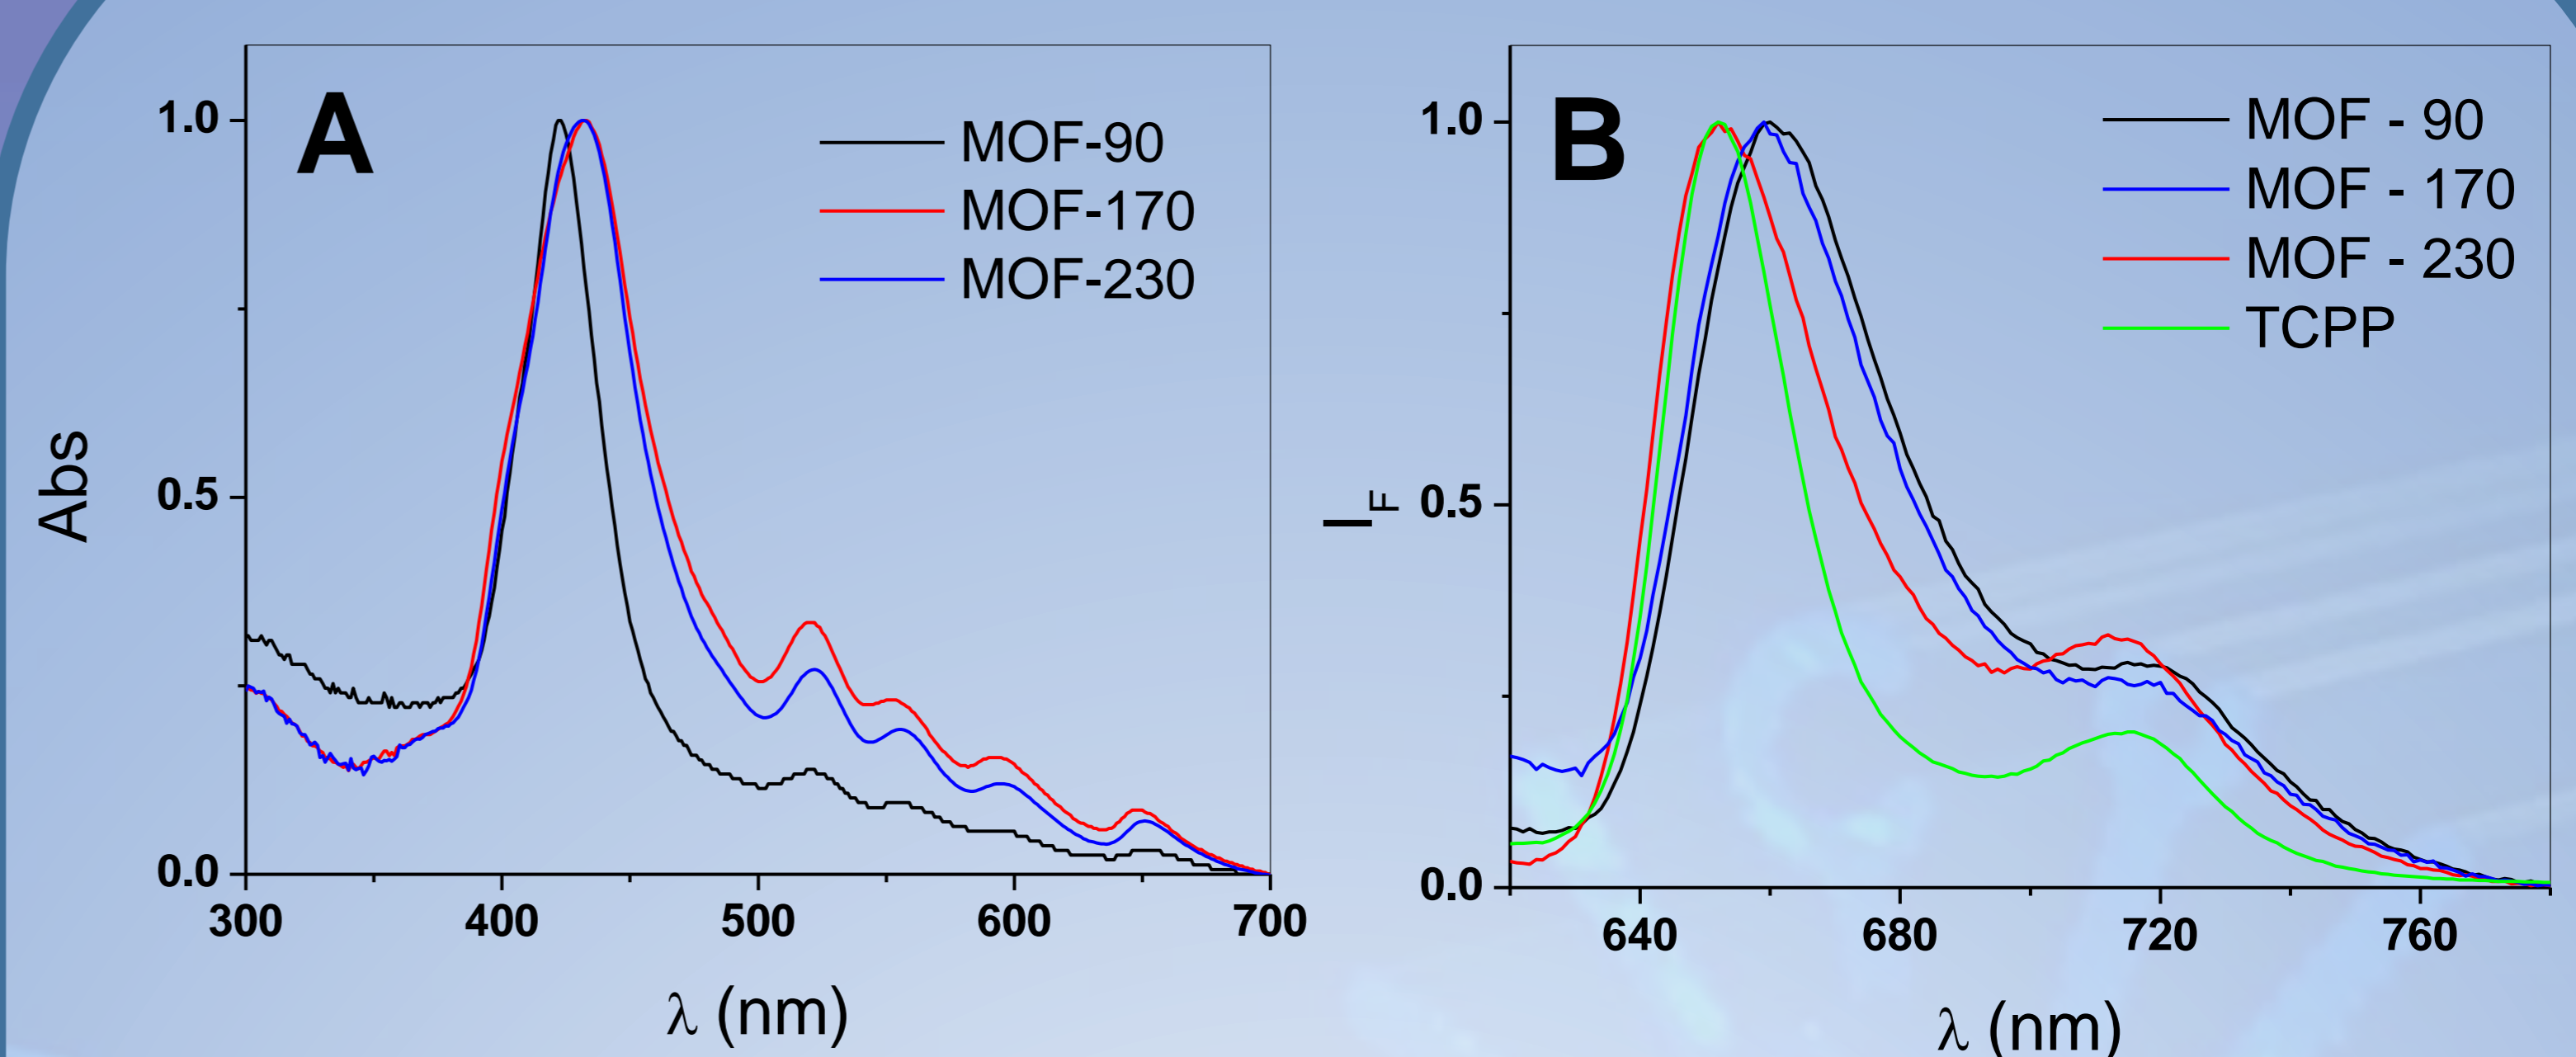 A
MOF-90
MOF-170
MOF-230
1.0
0.5
0.0
Abs
300 400 500 600 700
λ (nm)
B
MOF - 90
MOF - 170
MOF - 230
TCPP
1.0
0.5
0.0
I_F
640 680 720 760
λ (nm)